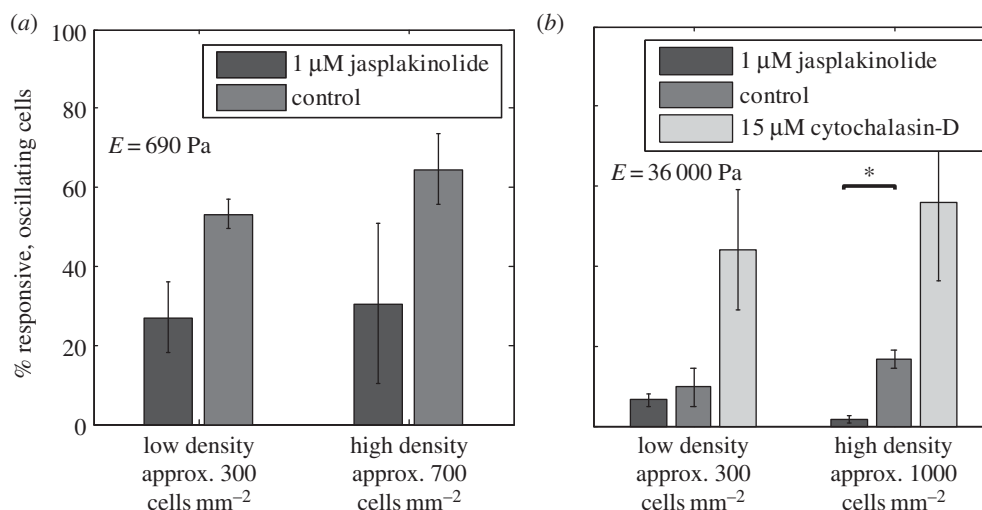 (a)
100
80
60
40
20
0
% responsive, oscillating cells
1 µM jasplakinolide
control
E = 690 Pa
low density
approx. 300
cells mm−2
high density
approx. 700
cells mm−2
(b)
1 µM jasplakinolide
control
15 µM cytochalasin-D
E = 36 000 Pa
*
low density
approx. 300
cells mm−2
high density
approx. 1000
cells mm−2